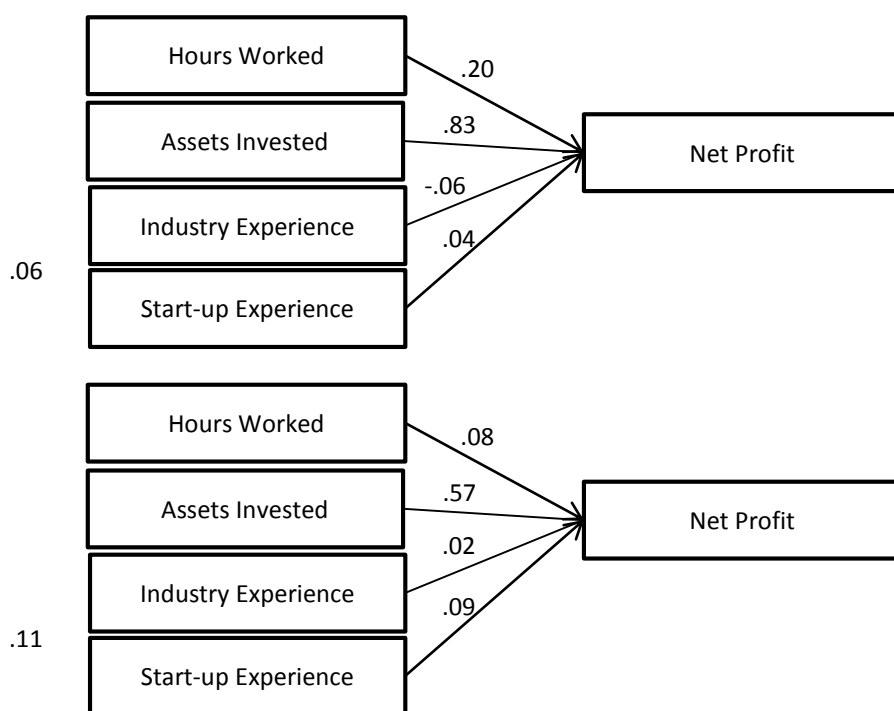 Hours Worked
.20
Assets Invested
.83
Net Profit
-.06
Industry Experience
.04
.06
Start-up Experience
Hours Worked
.08
Assets Invested
.57
Net Profit
.02
Industry Experience
.09
.11
Start-up Experience